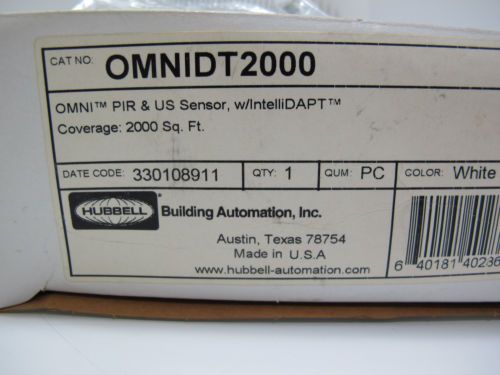 CAT NO: OMNIDT2000
OMNI™ PIR & US Sensor, w/IntelliDAPT™
Coverage: 2000 Sq. Ft.
DATE CODE: 330108911 QTY: 1 QUM: PC COLOR: White
HUBBELL Building Automation, Inc.
Austin, Texas 78754
Made in U.S.A
www.hubbell-automation.com
6 40181 40236